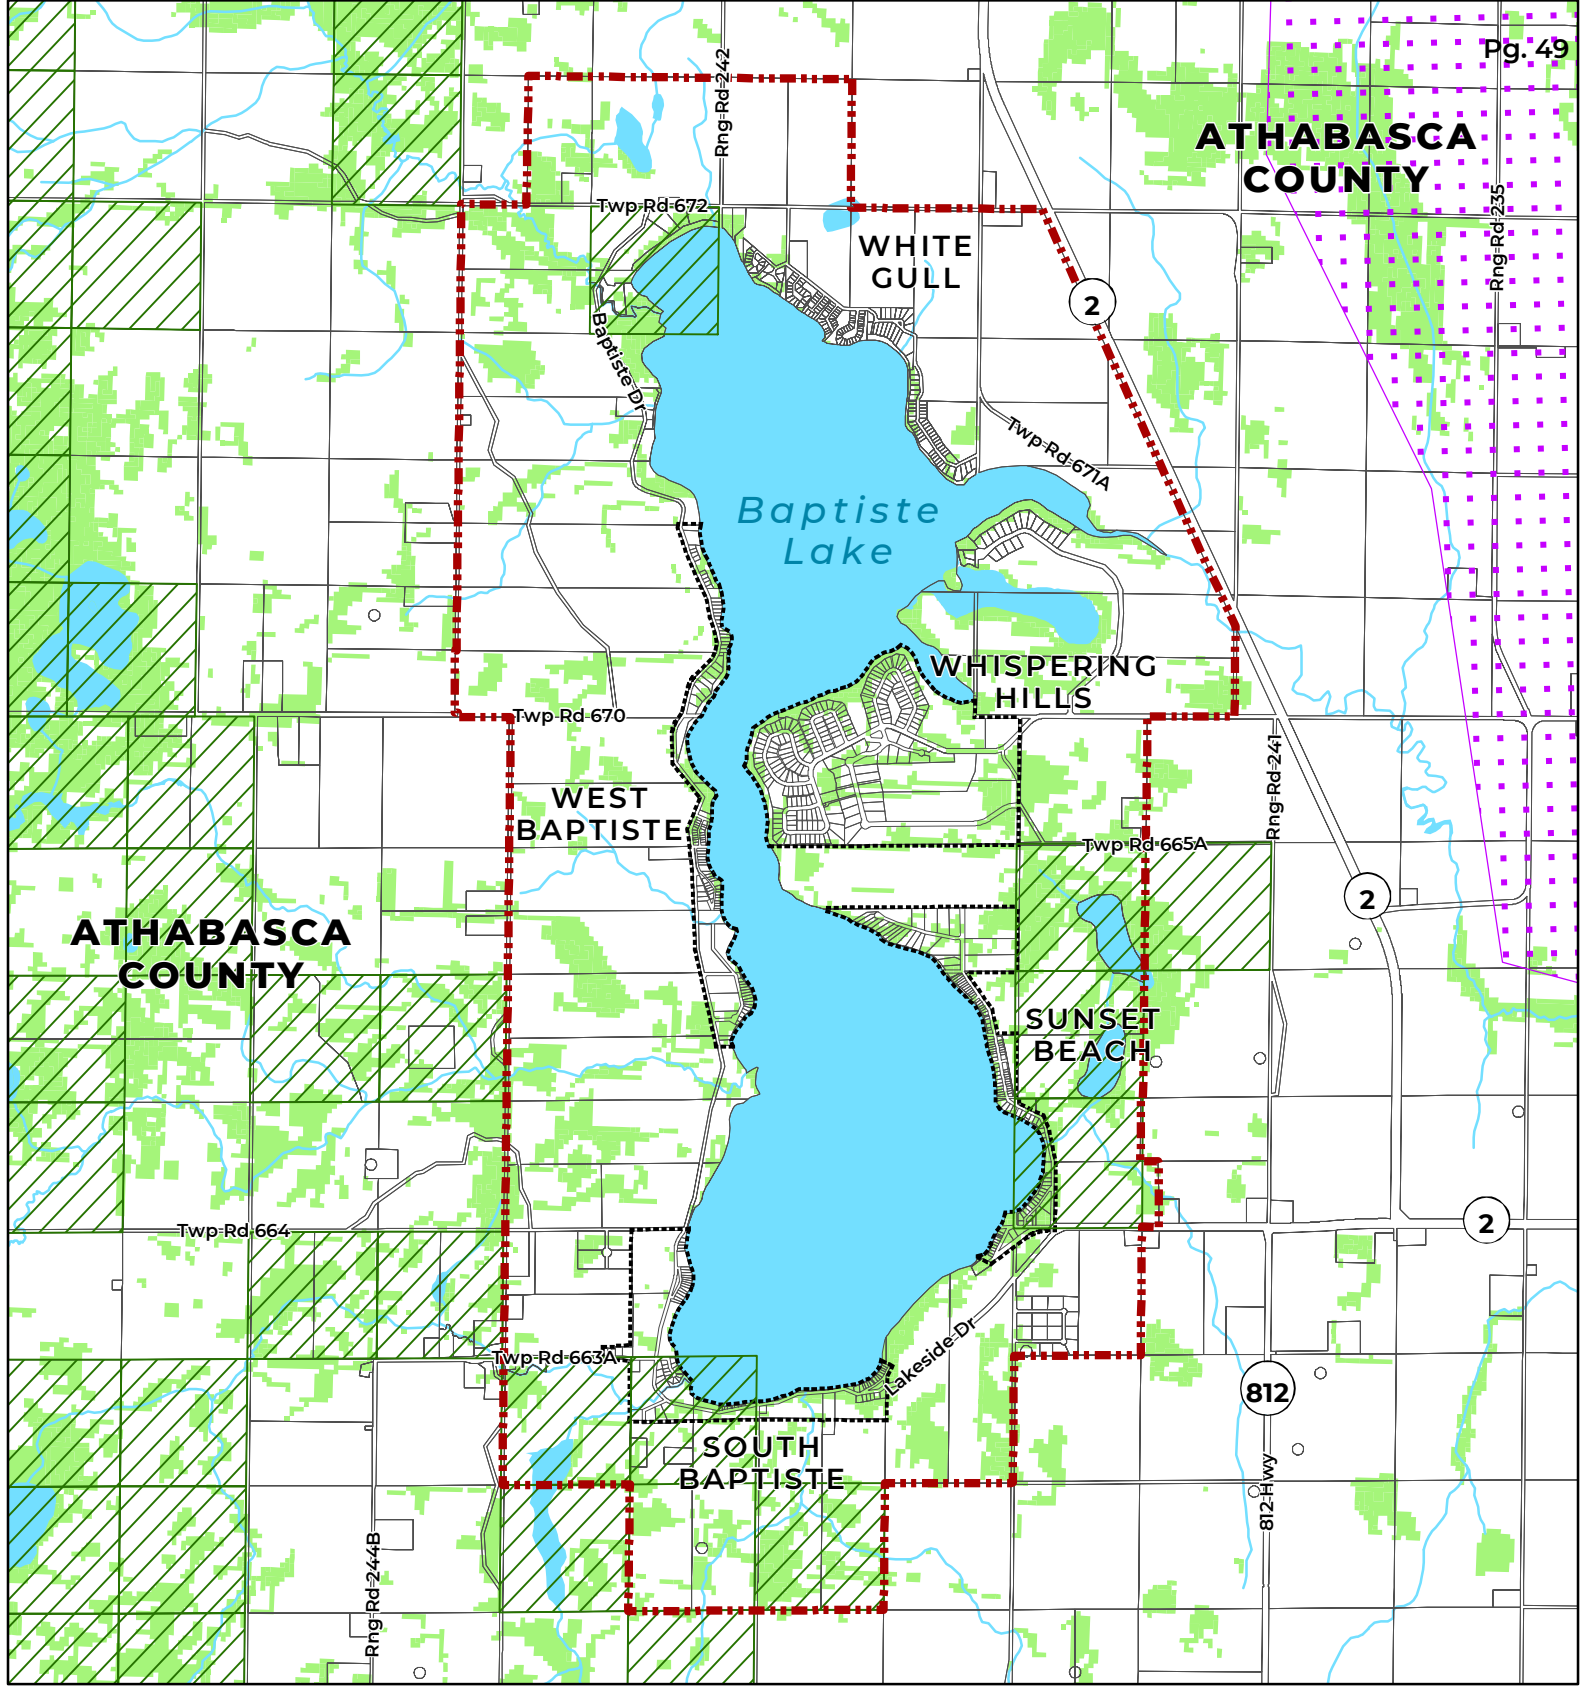 Pg. 49
Rng Rd 242
ATHABASCA
COUNTY
Rng Rd 235
Twp Rd 672
WHITE
GULL
2
Baptiste Dr
Twp Rd 671A
Baptiste
Lake
WHISPERING
HILLS
Twp Rd 670
Rng Rd 241
WEST
BAPTISTE
Twp Rd 665A
2
ATHABASCA
COUNTY
SUNSET
BEACH
2
Twp Rd 664
Twp Rd 663A
Lakeside Dr
812
SOUTH
BAPTISTE
812 Hwy
Rng Rd 244B